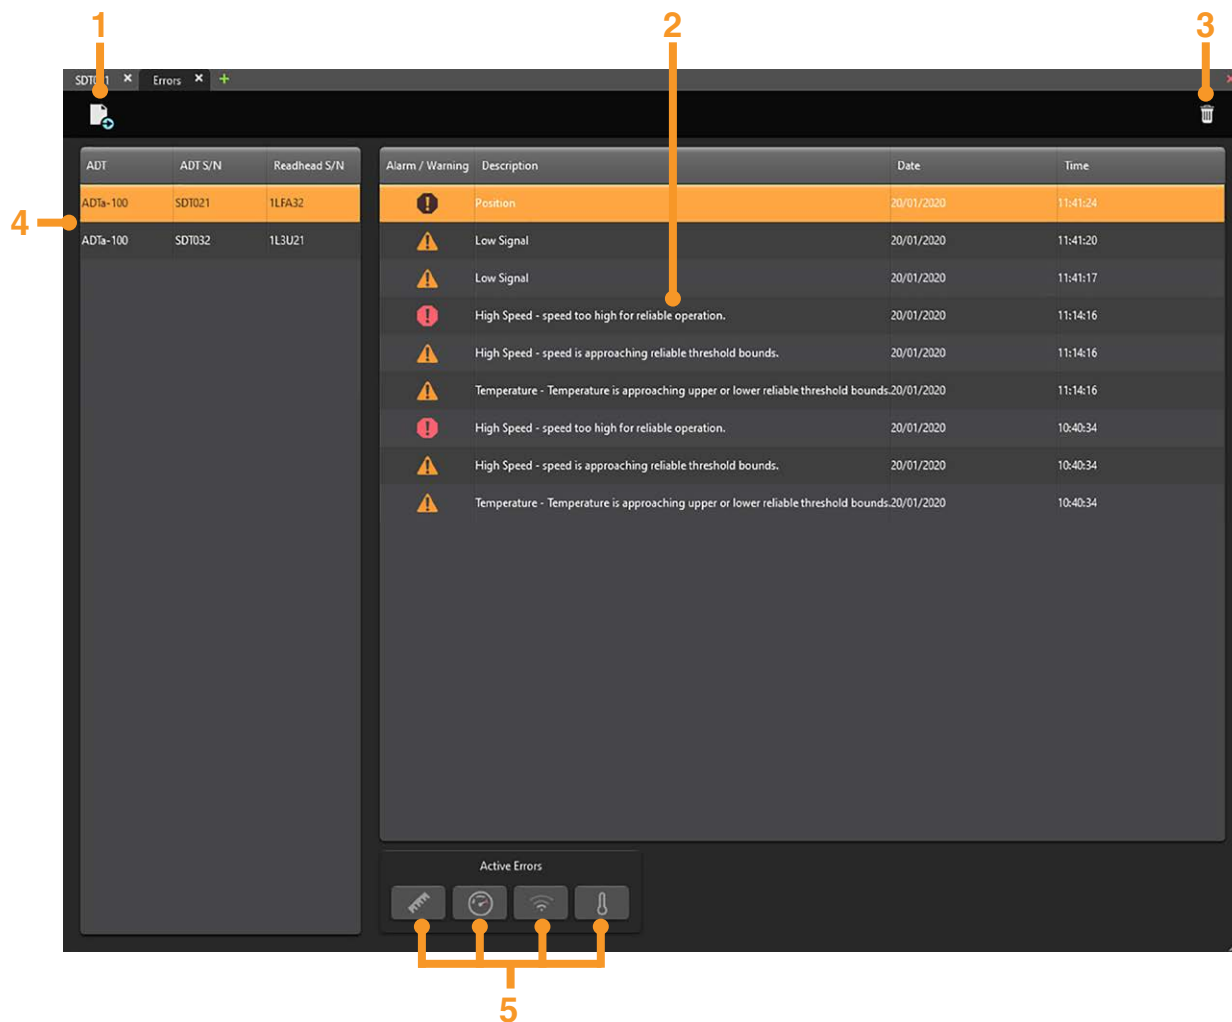 1 2 3
SDT021 × Errors × +
ADT ADT S/N Readhead S/N
ADTa-100 SDT021 1LFA32
ADTa-100 SDT032 1L3U21
4
Alarm / Warning Description Date Time
Position 20/01/2020 11:41:24
Low Signal 20/01/2020 11:41:20
Low Signal 20/01/2020 11:41:17
High Speed - speed too high for reliable operation. 20/01/2020 11:14:16
High Speed - speed is approaching reliable threshold bounds. 20/01/2020 11:14:16
Temperature - Temperature is approaching upper or lower reliable threshold bounds. 20/01/2020 11:14:16
High Speed - speed too high for reliable operation. 20/01/2020 10:40:34
High Speed - speed is approaching reliable threshold bounds. 20/01/2020 10:40:34
Temperature - Temperature is approaching upper or lower reliable threshold bounds. 20/01/2020 10:40:34
Active Errors
5